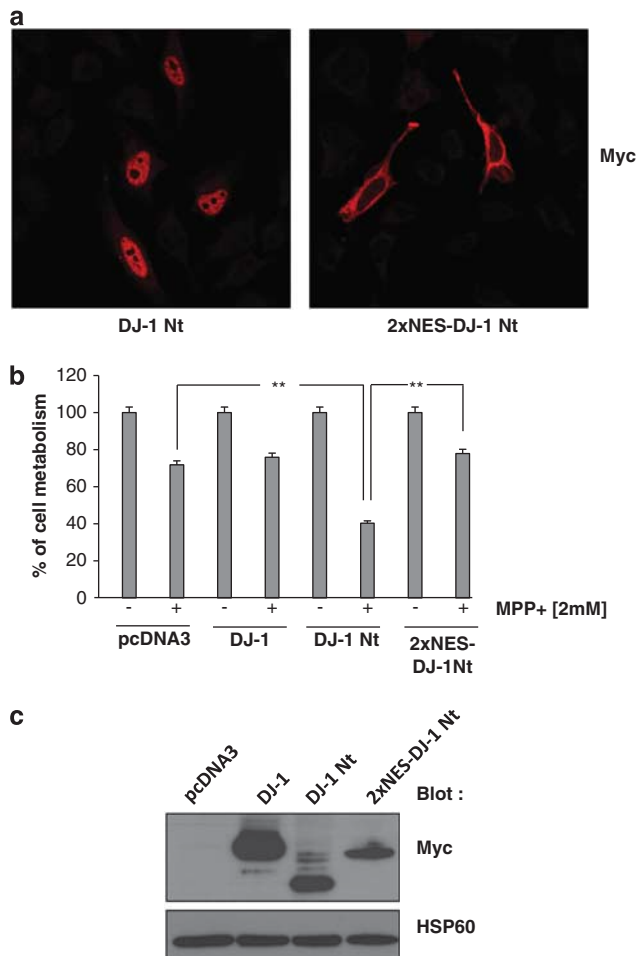 a
Myc
DJ-1 Nt
2xNES-DJ-1 Nt
b
% of cell metabolism
120
100
80
60
40
20
0
**
**
- + - + - + - +
MPP+ [2mM]
pcDNA3
DJ-1
DJ-1 Nt
2xNES-
DJ-1Nt
c
pcDNA3
DJ-1
DJ-1 Nt
2xNES-DJ-1 Nt
Blot :
Myc
HSP60